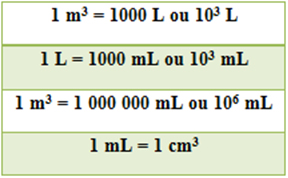 1 m³ = 1000 L ou 10³ L
1 L = 1000 mL ou 10³ mL
1 m³ = 1 000 000 mL ou 10⁶ mL
1 mL = 1 cm³